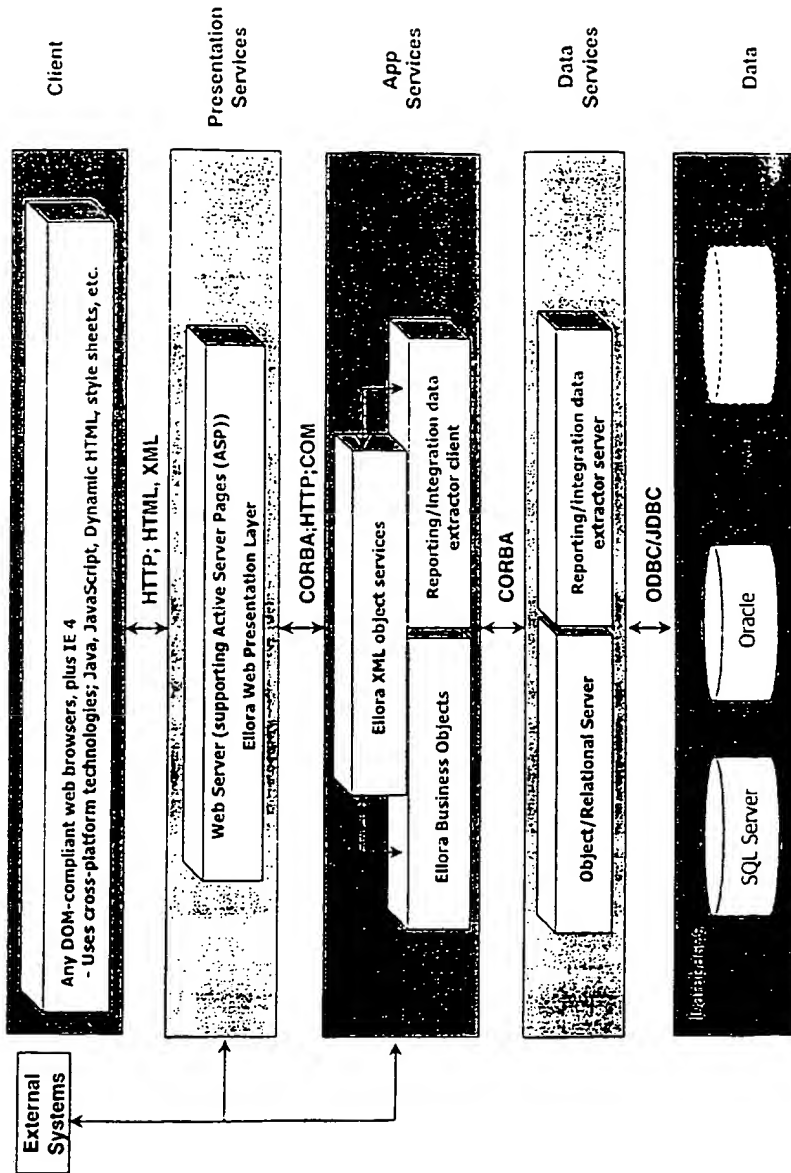 External
Systems
Client
Any DOM-compliant web browsers, plus IE 4
- Uses cross-platform technologies; Java, JavaScript, Dynamic HTML, style sheets, etc.
HTTP; HTML, XML
Presentation
Services
Web Server (supporting Active Server Pages (ASP))
Ellora Web Presentation Layer
CORBA;HTTP;COM
App
Services
Ellora XML object services
Ellora Business Objects
Reporting/Integration data
extractor client
CORBA
Data
Services
Object/Relational Server
Reporting/Integration data
extractor server
ODBC/JDBC
Data
SQL Server
Oracle